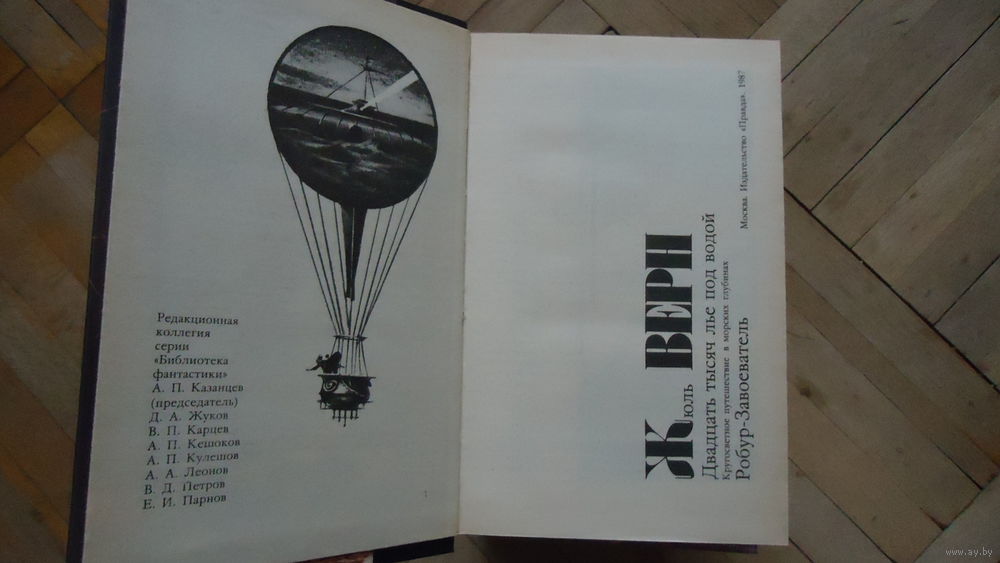 Редакционная
коллегия
серии
«Библиотека
фантастики»
А. П. Казанцев
(председатель)
Д. А. Жуков
В. П. Карцев
А. П. Кешоков
А. П. Кулешов
А. А. Леонов
В. Д. Петров
Е. И. Парнов
Жюль ВЕРН
Двадцать тысяч лье под водой
Кругосветное путешествие в морских глубинах
Робур-Завоеватель
Москва. Издательство «Правда». 1987
www.ay.by